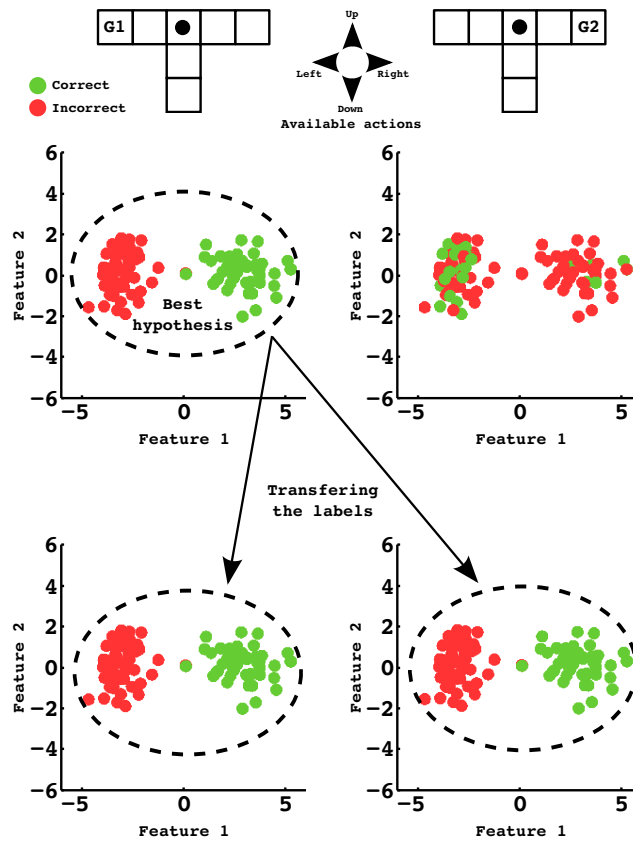 G1
G2
Up
Left
Right
Down
Available actions
Correct
Incorrect
6
4
2
0
−2
−4
−6
−5
0
5
Feature 2
Feature 1
Best
hypothesis
6
4
2
0
−2
−4
−6
−5
0
5
Feature 2
Feature 1
Transfering
the labels
6
4
2
0
−2
−4
−6
−5
0
5
Feature 2
Feature 1
6
4
2
0
−2
−4
−6
−5
0
5
Feature 2
Feature 1